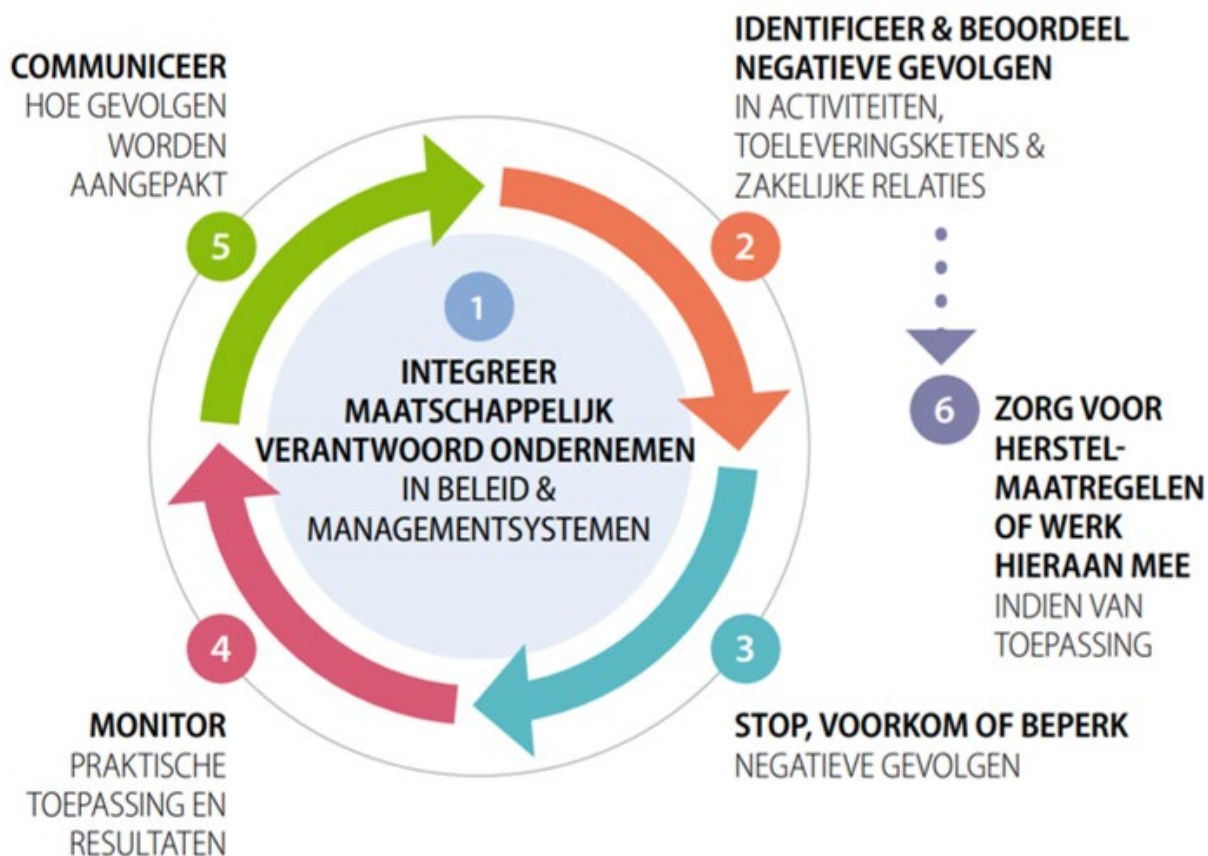 COMMUNICEER
HOE GEVOLGEN
WORDEN
AANGEPAKT
5
IDENTIFICEER & BEOORDEEL
NEGATIEVE GEVOLGEN
IN ACTIVITEITEN,
TOELEVERINGSKETENS &
ZAKELIJKE RELATIES
2
1
INTEGREER
MAATSCHAPPELIJK
VERANTWOORD ONDERNEMEN
IN BELEID &
MANAGEMENTSYSTEMEN
6
ZORG VOOR
HERSTEL-
MAATREGELEN
OF WERK
HIERAAN MEE
INDIEN VAN
TOEPASSING
4
MONITOR
PRAKTISCHE
TOEPASSING EN
RESULTATEN
3
STOP, VOORKOM OF BEPERK
NEGATIEVE GEVOLGEN